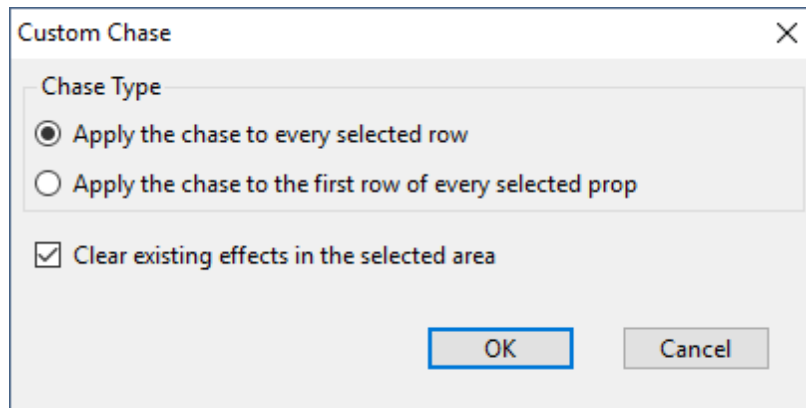 Custom Chase
Chase Type
Apply the chase to every selected row
Apply the chase to the first row of every selected prop
Clear existing effects in the selected area
OK
Cancel